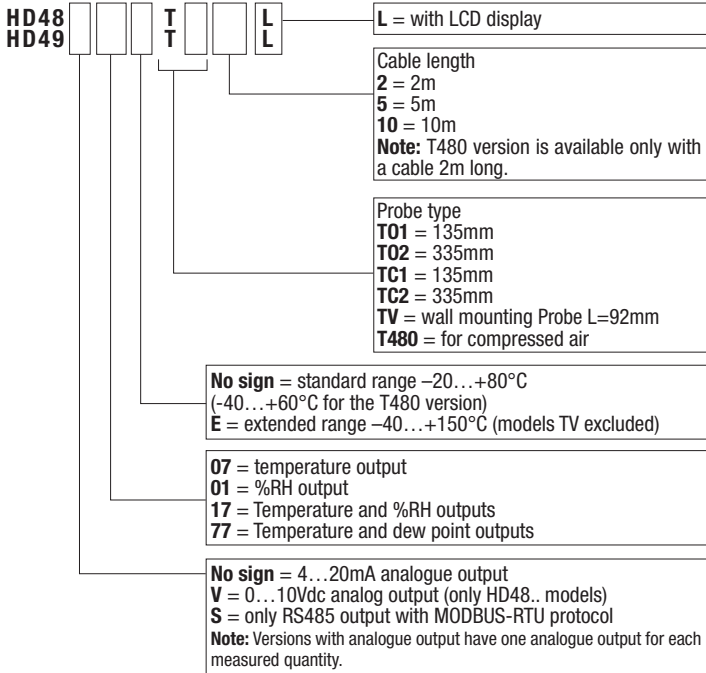 HD48 T L
HD49 T L
L = with LCD display
Cable length
2 = 2m
5 = 5m
10 = 10m
Note: T480 version is available only with
a cable 2m long.
Probe type
TO1 = 135mm
TO2 = 335mm
TC1 = 135mm
TC2 = 335mm
TV = wall mounting Probe L=92mm
T480 = for compressed air
No sign = standard range –20…+80°C
(-40…+60°C for the T480 version)
E = extended range –40…+150°C (models TV excluded)
07 = temperature output
01 = %RH output
17 = Temperature and %RH outputs
77 = Temperature and dew point outputs
No sign = 4…20mA analogue output
V = 0…10Vdc analog output (only HD48.. models)
S = only RS485 output with MODBUS-RTU protocol
Note: Versions with analogue output have one analogue output for each
measured quantity.